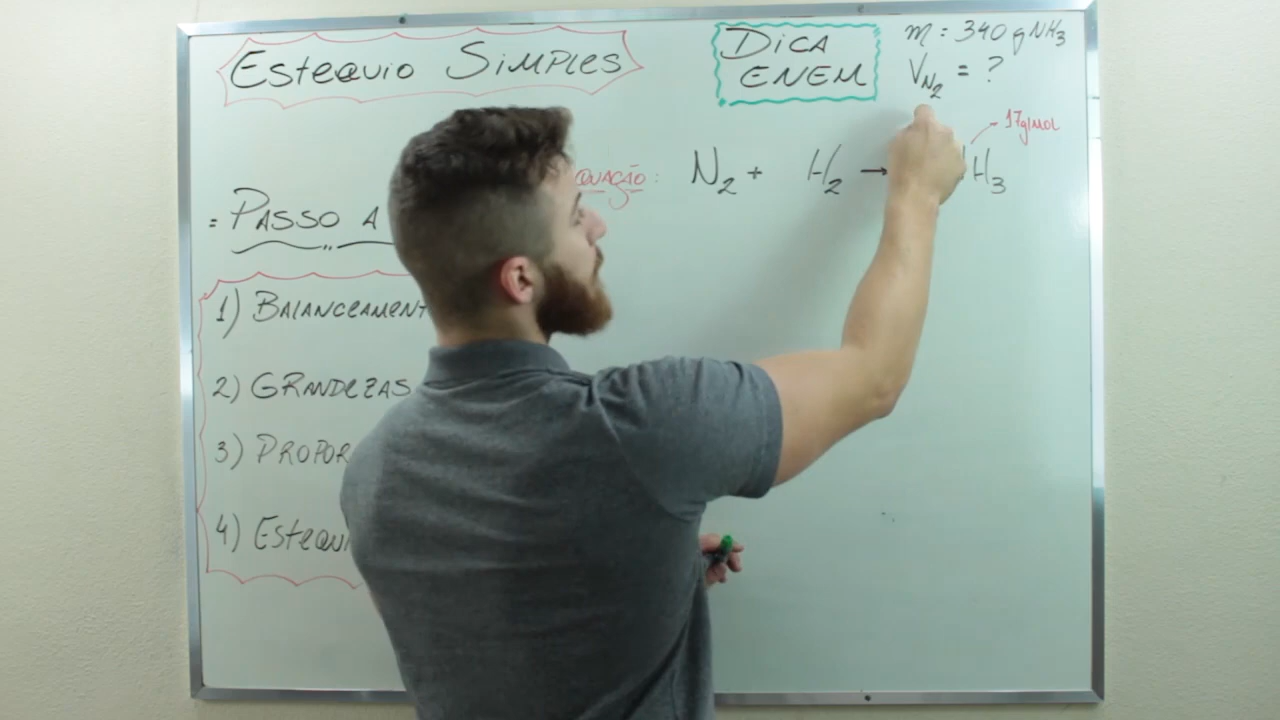 Estequio Simples
Dica
Enem
m = 340 g NH3
VN2 = ?
17g/mol
N2 + H2 → H3
= Passo a
1) Balanceament
2) Grandezas
3) Propor
4) Estequi